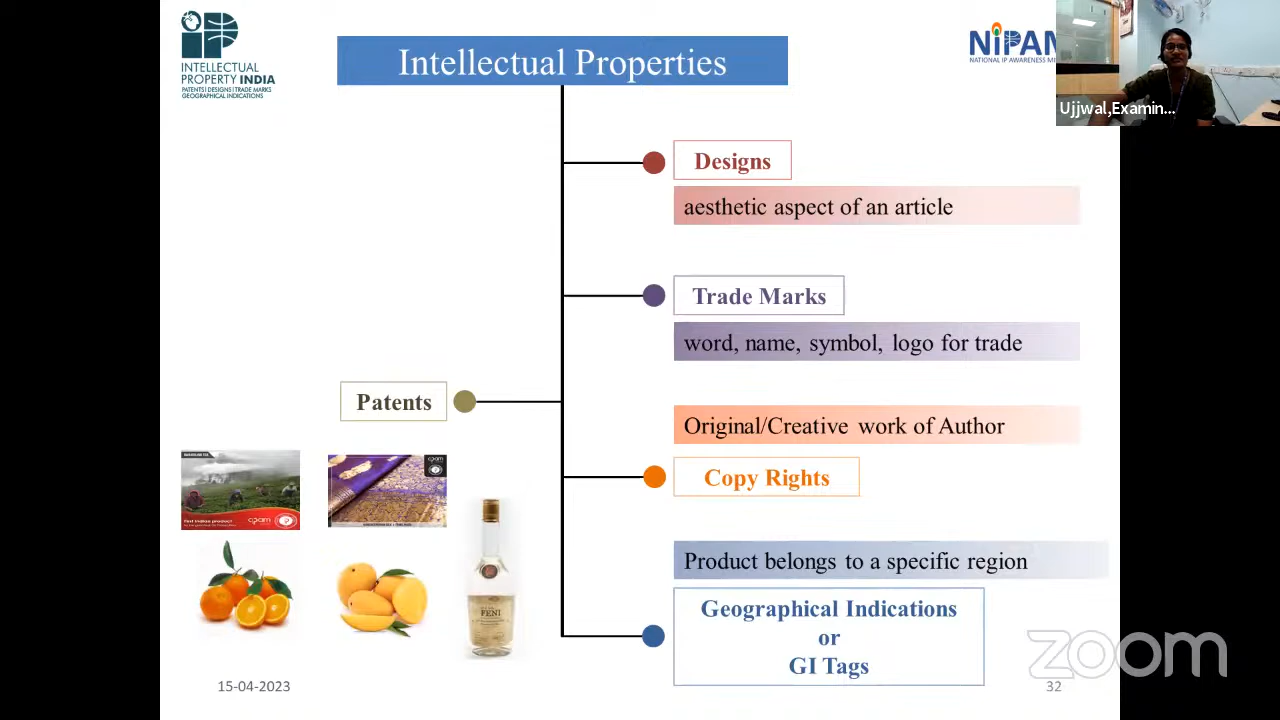 INTELLECTUAL
PROPERTY INDIA
PATENTS | DESIGNS | TRADE MARKS
GEOGRAPHICAL INDICATIONS
Intellectual Properties
NATIONAL IP AWARENESS
Ujjwal,Examin...
Designs
aesthetic aspect of an article
Trade Marks
word, name, symbol, logo for trade
Patents
Original/Creative work of Author
Copy Rights
Product belongs to a specific region
Geographical Indications
or
GI Tags
FENI
zoom
15-04-2023
32